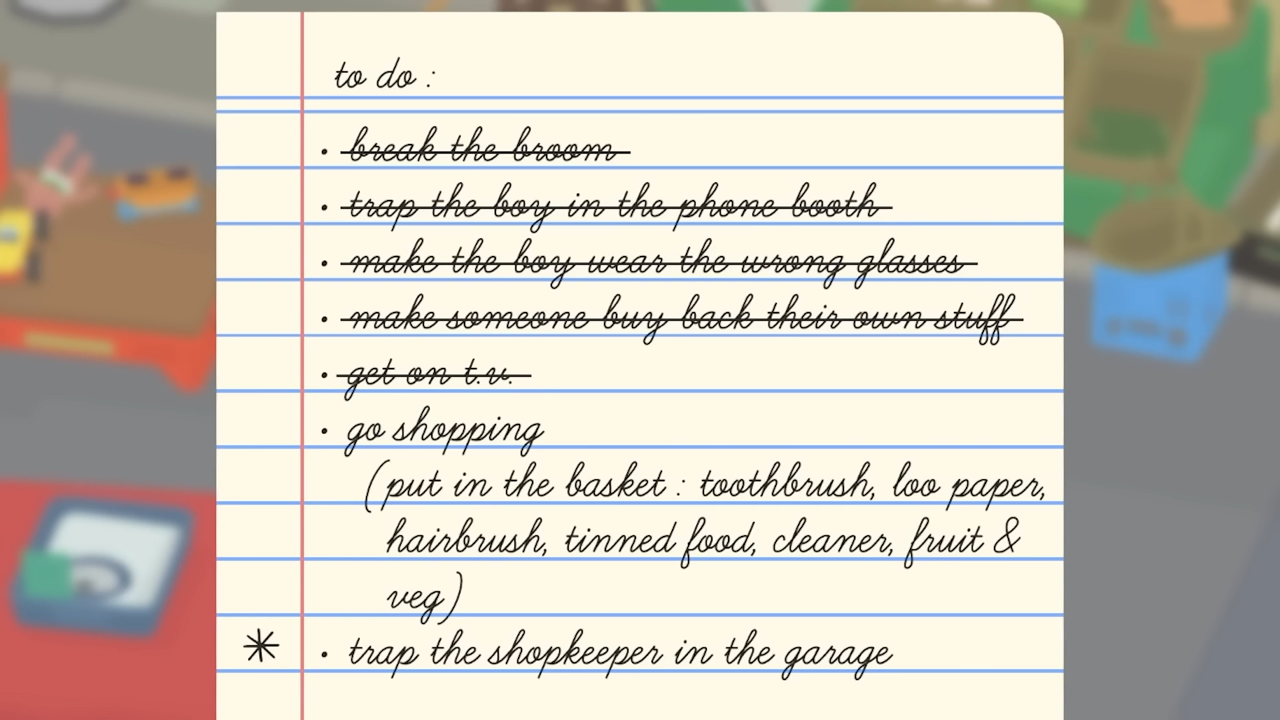 to do :
• break the broom
• trap the boy in the phone booth
• make the boy wear the wrong glasses
• make someone buy back their own stuff
• get on t.v.
• go shopping
(put in the basket : toothbrush, loo paper,
hairbrush, tinned food, cleaner, fruit &
veg)
* • trap the shopkeeper in the garage